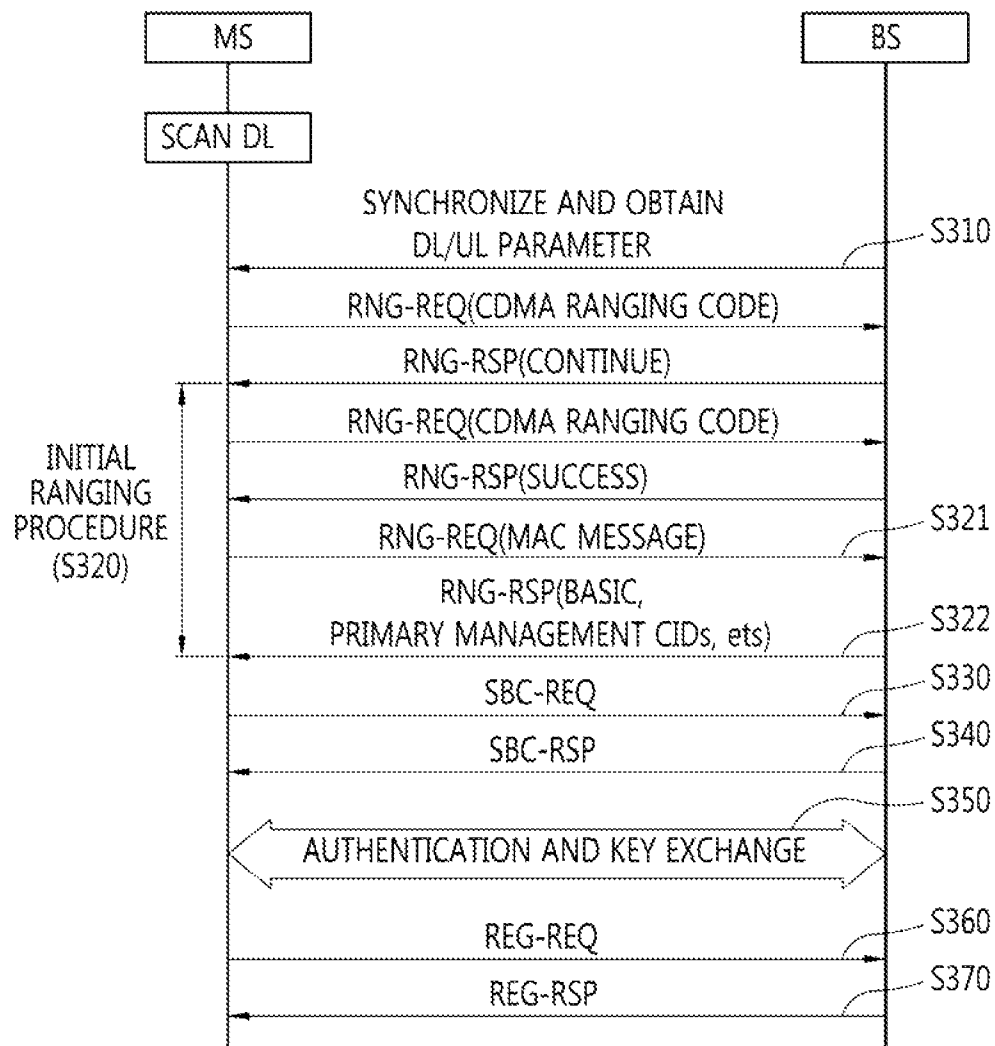 MS
BS
SCAN DL
SYNCHRONIZE AND OBTAIN
DL/UL PARAMETER
S310
RNG-REQ(CDMA RANGING CODE)
RNG-RSP(CONTINUE)
RNG-REQ(CDMA RANGING CODE)
INITIAL
RANGING
PROCEDURE
(S320)
RNG-RSP(SUCCESS)
RNG-REQ(MAC MESSAGE)
S321
RNG-RSP(BASIC,
PRIMARY MANAGEMENT CIDs, ets)
S322
SBC-REQ
S330
SBC-RSP
S340
S350
AUTHENTICATION AND KEY EXCHANGE
REG-REQ
S360
REG-RSP
S370